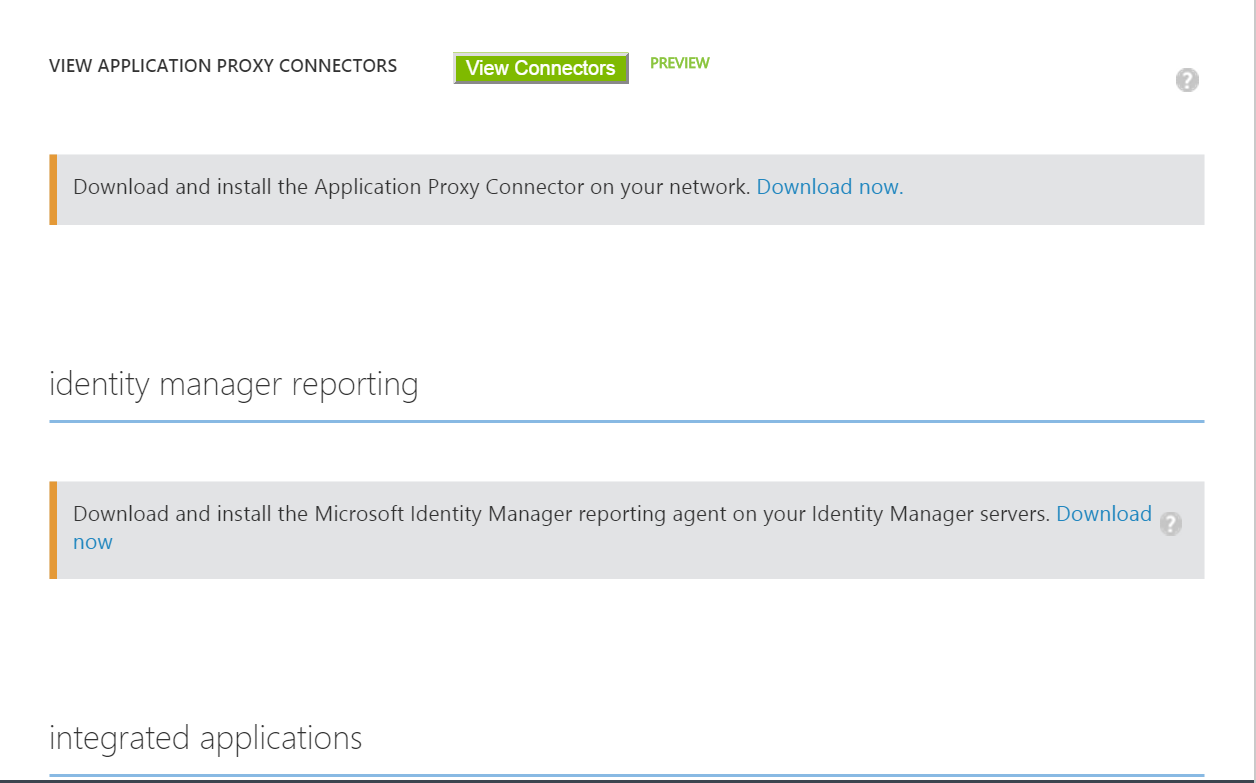 VIEW APPLICATION PROXY CONNECTORS View Connectors PREVIEW
?
Download and install the Application Proxy Connector on your network. Download now.
identity manager reporting
Download and install the Microsoft Identity Manager reporting agent on your Identity Manager servers. Download
?
now
integrated applications